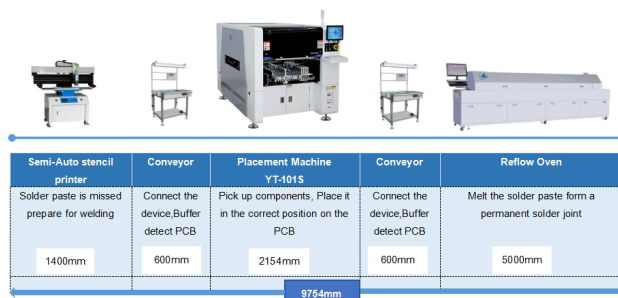 Semi-Auto stencil printer
Conveyor
Placement Machine YT-101S
Conveyor
Reflow Oven
Solder paste is missed
prepare for welding
Connect the
device,Buffer
detect PCB
Pick up components, Place it
in the correct position on the
PCB
Connect the
device,Buffer
detect PCB
Melt the solder paste form a
permanent solder joint
1400mm
600mm
2154mm
600mm
5000mm
9754mm